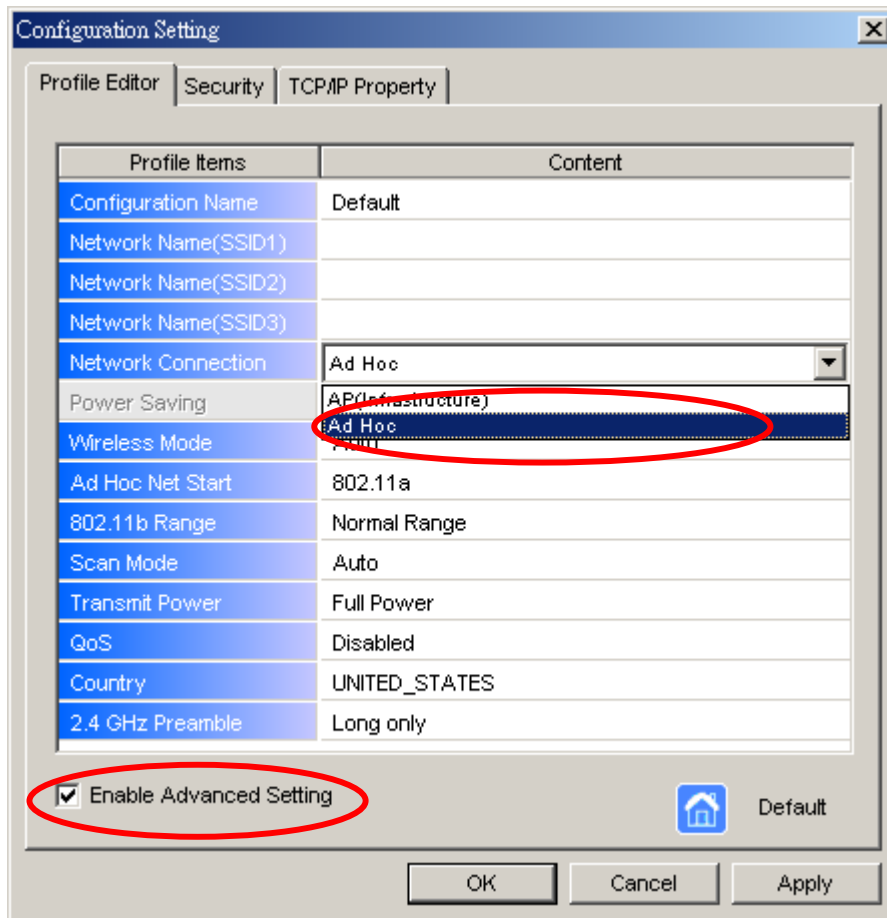 Configuration Setting
Profile Editor Security TCP/IP Property
Profile Items Content
Configuration Name Default
Network Name(SSID1)
Network Name(SSID2)
Network Name(SSID3)
Network Connection Ad Hoc
AP(Infrastructure)
Power Saving
Ad Hoc
Wireless Mode Auto
Ad Hoc Net Start 802.11a
802.11b Range Normal Range
Scan Mode Auto
Transmit Power Full Power
QoS Disabled
Country UNITED_STATES
2.4 GHz Preamble Long only
Enable Advanced Setting Default
OK Cancel Apply